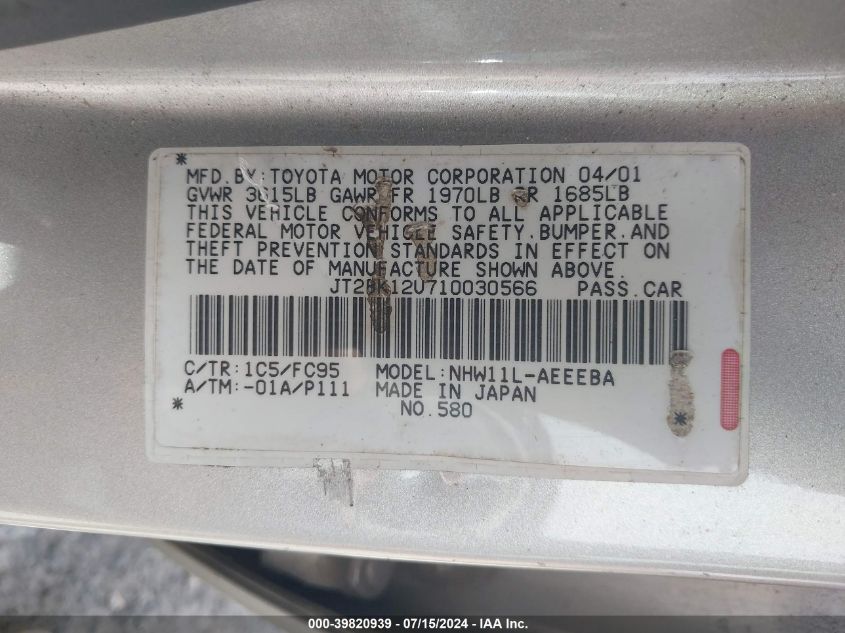 MFD.BY:TOYOTA MOTOR CORPORATION 04/01
GVWR 3615LB GAWR FR 1970LB RR 1685LB
THIS VEHICLE CONFORMS TO ALL APPLICABLE
FEDERAL MOTOR VEHICLE SAFETY.BUMPER.AND
THEFT PREVENTION STANDARDS IN EFFECT ON
THE DATE OF MANUFACTURE SHOWN ABOVE.
JT2BK12U710030566 PASS.CAR
C/TR:1C5/FC95 MODEL:NHW11L-AEEEBA
A/TM:-01A/P111 MADE IN JAPAN
NO.580
000-39820939 / 07/15/2024 - IAA Inc.